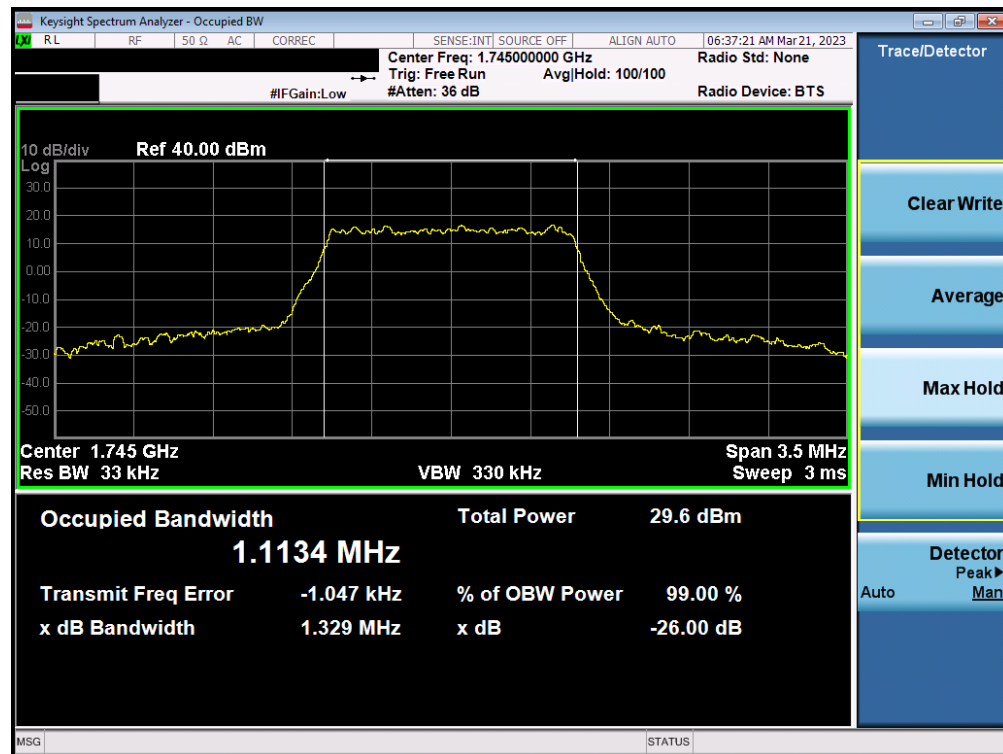 Keysight Spectrum Analyzer - Occupied BW
LXI RL RF 50 Ω AC CORREC SENSE:INT SOURCE OFF ALIGN AUTO 06:37:21 AM Mar 21, 2023
Center Freq: 1.745000000 GHz Radio Std: None
Trig: Free Run Avg|Hold: 100/100
#IFGain:Low #Atten: 36 dB Radio Device: BTS
Trace/Detector
10 dB/div Ref 40.00 dBm
Log
30.0
20.0
10.0
0.00
-10.0
-20.0
-30.0
-40.0
-50.0
Center 1.745 GHz Span 3.5 MHz
Res BW 33 kHz VBW 330 kHz Sweep 3 ms
Occupied Bandwidth Total Power 29.6 dBm
1.1134 MHz
Transmit Freq Error -1.047 kHz % of OBW Power 99.00 %
x dB Bandwidth 1.329 MHz x dB -26.00 dB
Clear Write
Average
Max Hold
Min Hold
Detector
Peak▶
Auto Man
MSG STATUS